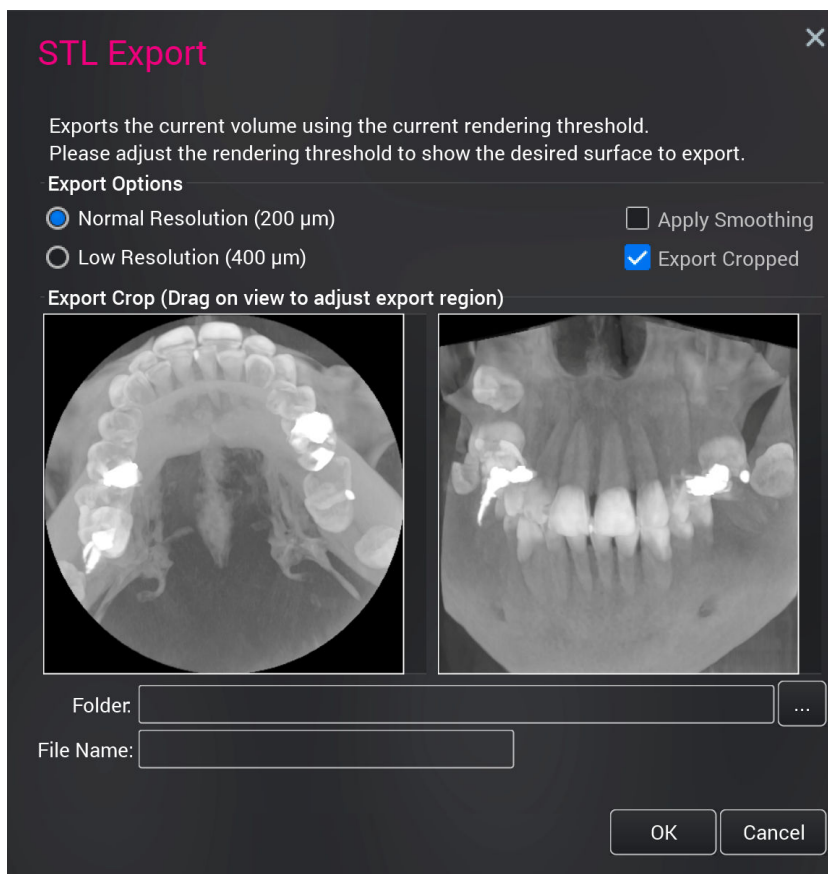 STL Export
Exports the current volume using the current rendering threshold.
Please adjust the rendering threshold to show the desired surface to export.
Export Options
Normal Resolution (200 μm)
Apply Smoothing
Low Resolution (400 μm)
Export Cropped
Export Crop (Drag on view to adjust export region)
Folder:
...
File Name:
OK
Cancel